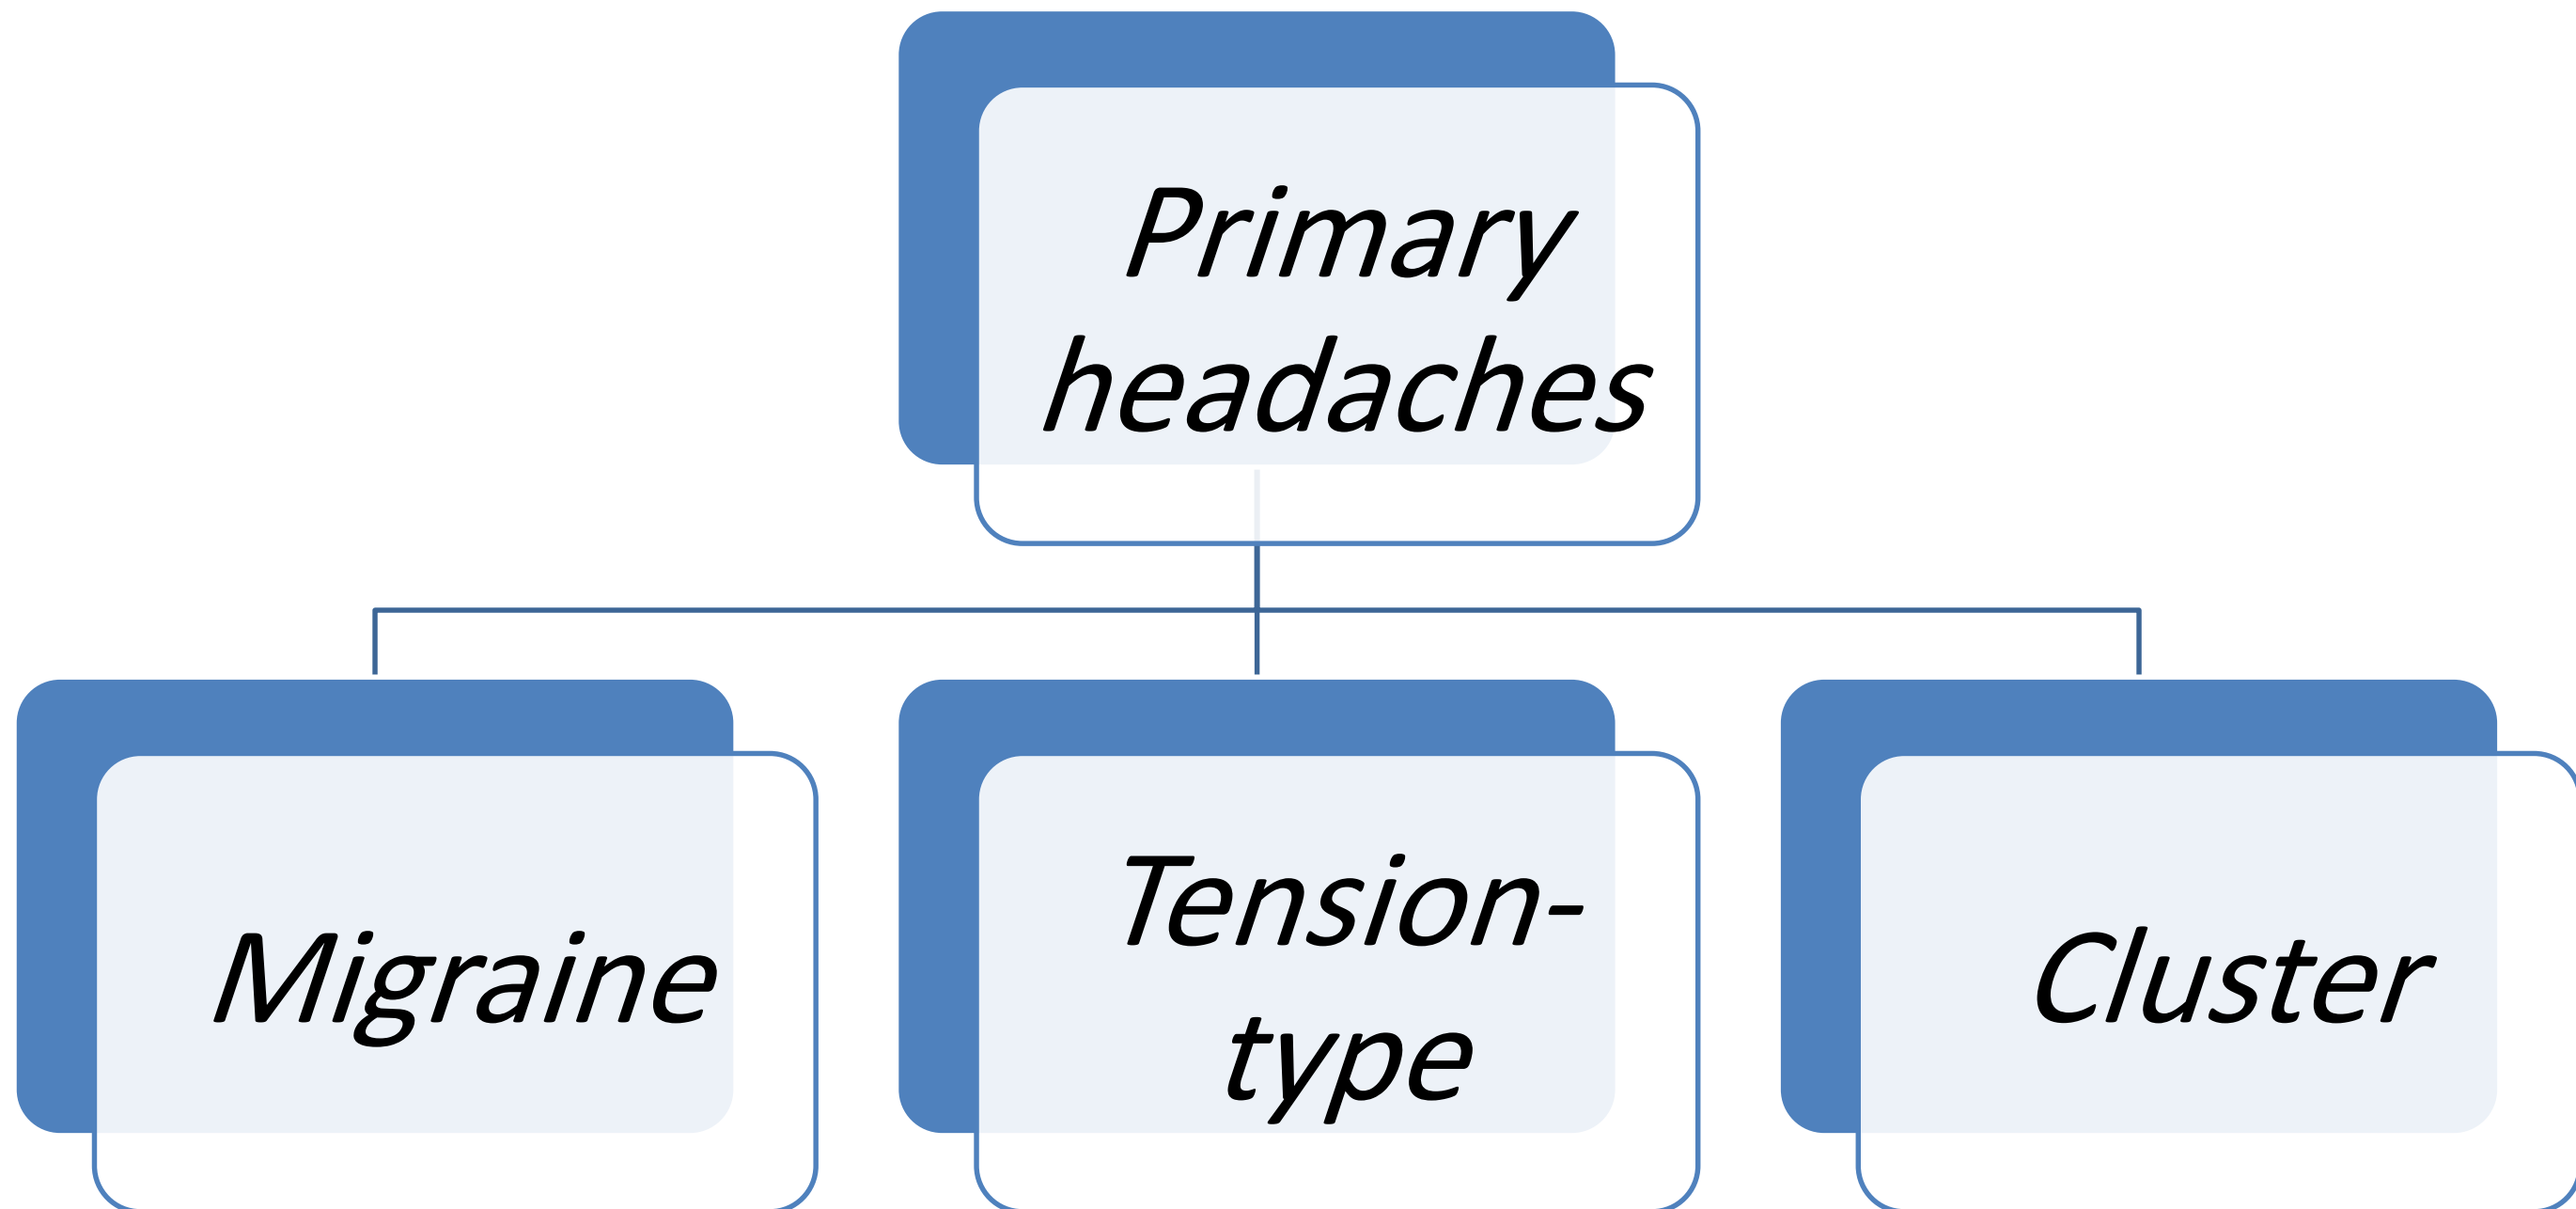 Primary
headaches
Migraine
Tension-
type
Cluster